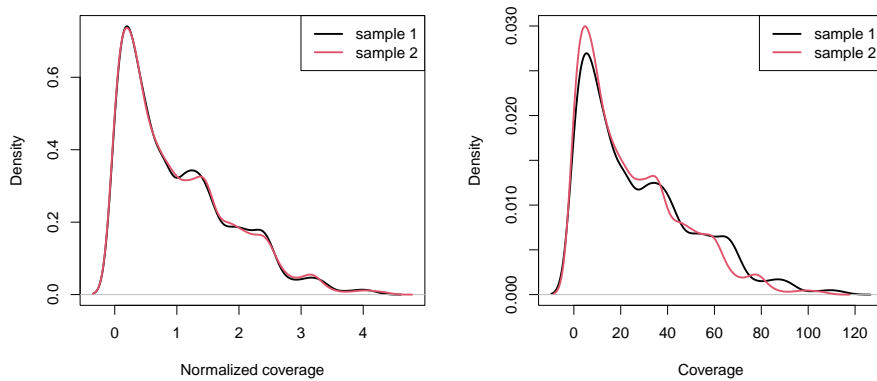 sample 1
sample 2
Density
0.0 0.2 0.4 0.6
0 1 2 3 4
Normalized coverage
sample 1
sample 2
Density
0.000 0.010 0.020 0.030
0 20 40 60 80 100 120
Coverage